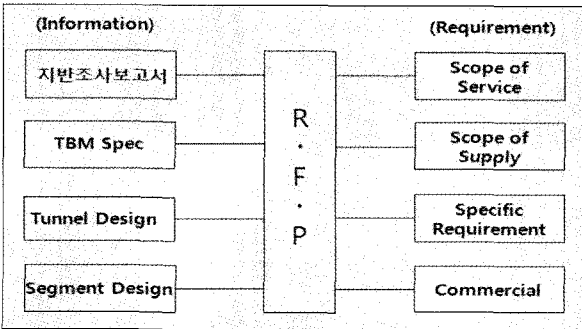 (Information)
지반조사보고서
TBM Spec
Tunnel Design
Segment Design
R
·
F
·
P
(Requirement)
Scope of
Service
Scope of
Supply
Specific
Requirement
Commercial